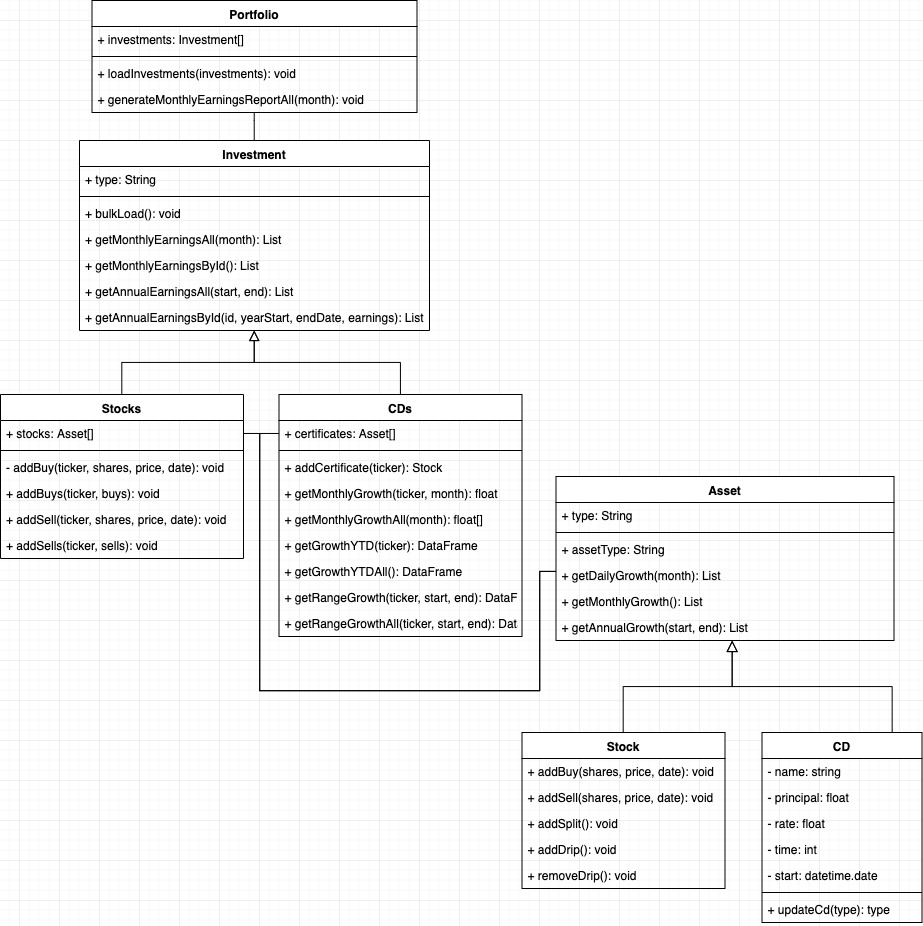 Portfolio
+ investments: Investment[]
+ loadInvestments(investments): void
+ generateMonthlyEarningsReportAll(month): void
Investment
+ type: String
+ bulkLoad(): void
+ getMonthlyEarningsAll(month): List
+ getMonthlyEarningsById(): List
+ getAnnualEarningsAll(start, end): List
+ getAnnualEarningsById(id, yearStart, endDate, earnings): List
Stocks
+ stocks: Asset[]
- addBuy(ticker, shares, price, date): void
+ addBuys(ticker, buys): void
+ addSell(ticker, shares, price, date): void
+ addSells(ticker, sells): void
CDs
+ certificates: Asset[]
+ addCertificate(ticker): Stock
+ getMonthlyGrowth(ticker, month): float
+ getMonthlyGrowthAll(month): float[]
+ getGrowthYTD(ticker): DataFrame
+ getGrowthYTDAll(): DataFrame
+ getRangeGrowth(ticker, start, end): DataF
+ getRangeGrowthAll(ticker, start, end): Dat
Asset
+ type: String
+ assetType: String
+ getDailyGrowth(month): List
+ getMonthlyGrowth(): List
+ getAnnualGrowth(start, end): List
Stock
+ addBuy(shares, price, date): void
+ addSell(shares, price, date): void
+ addSplit(): void
+ addDrip(): void
+ removeDrip(): void
CD
- name: string
- principal: float
- rate: float
- time: int
- start: datetime.date
+ updateCd(type): type